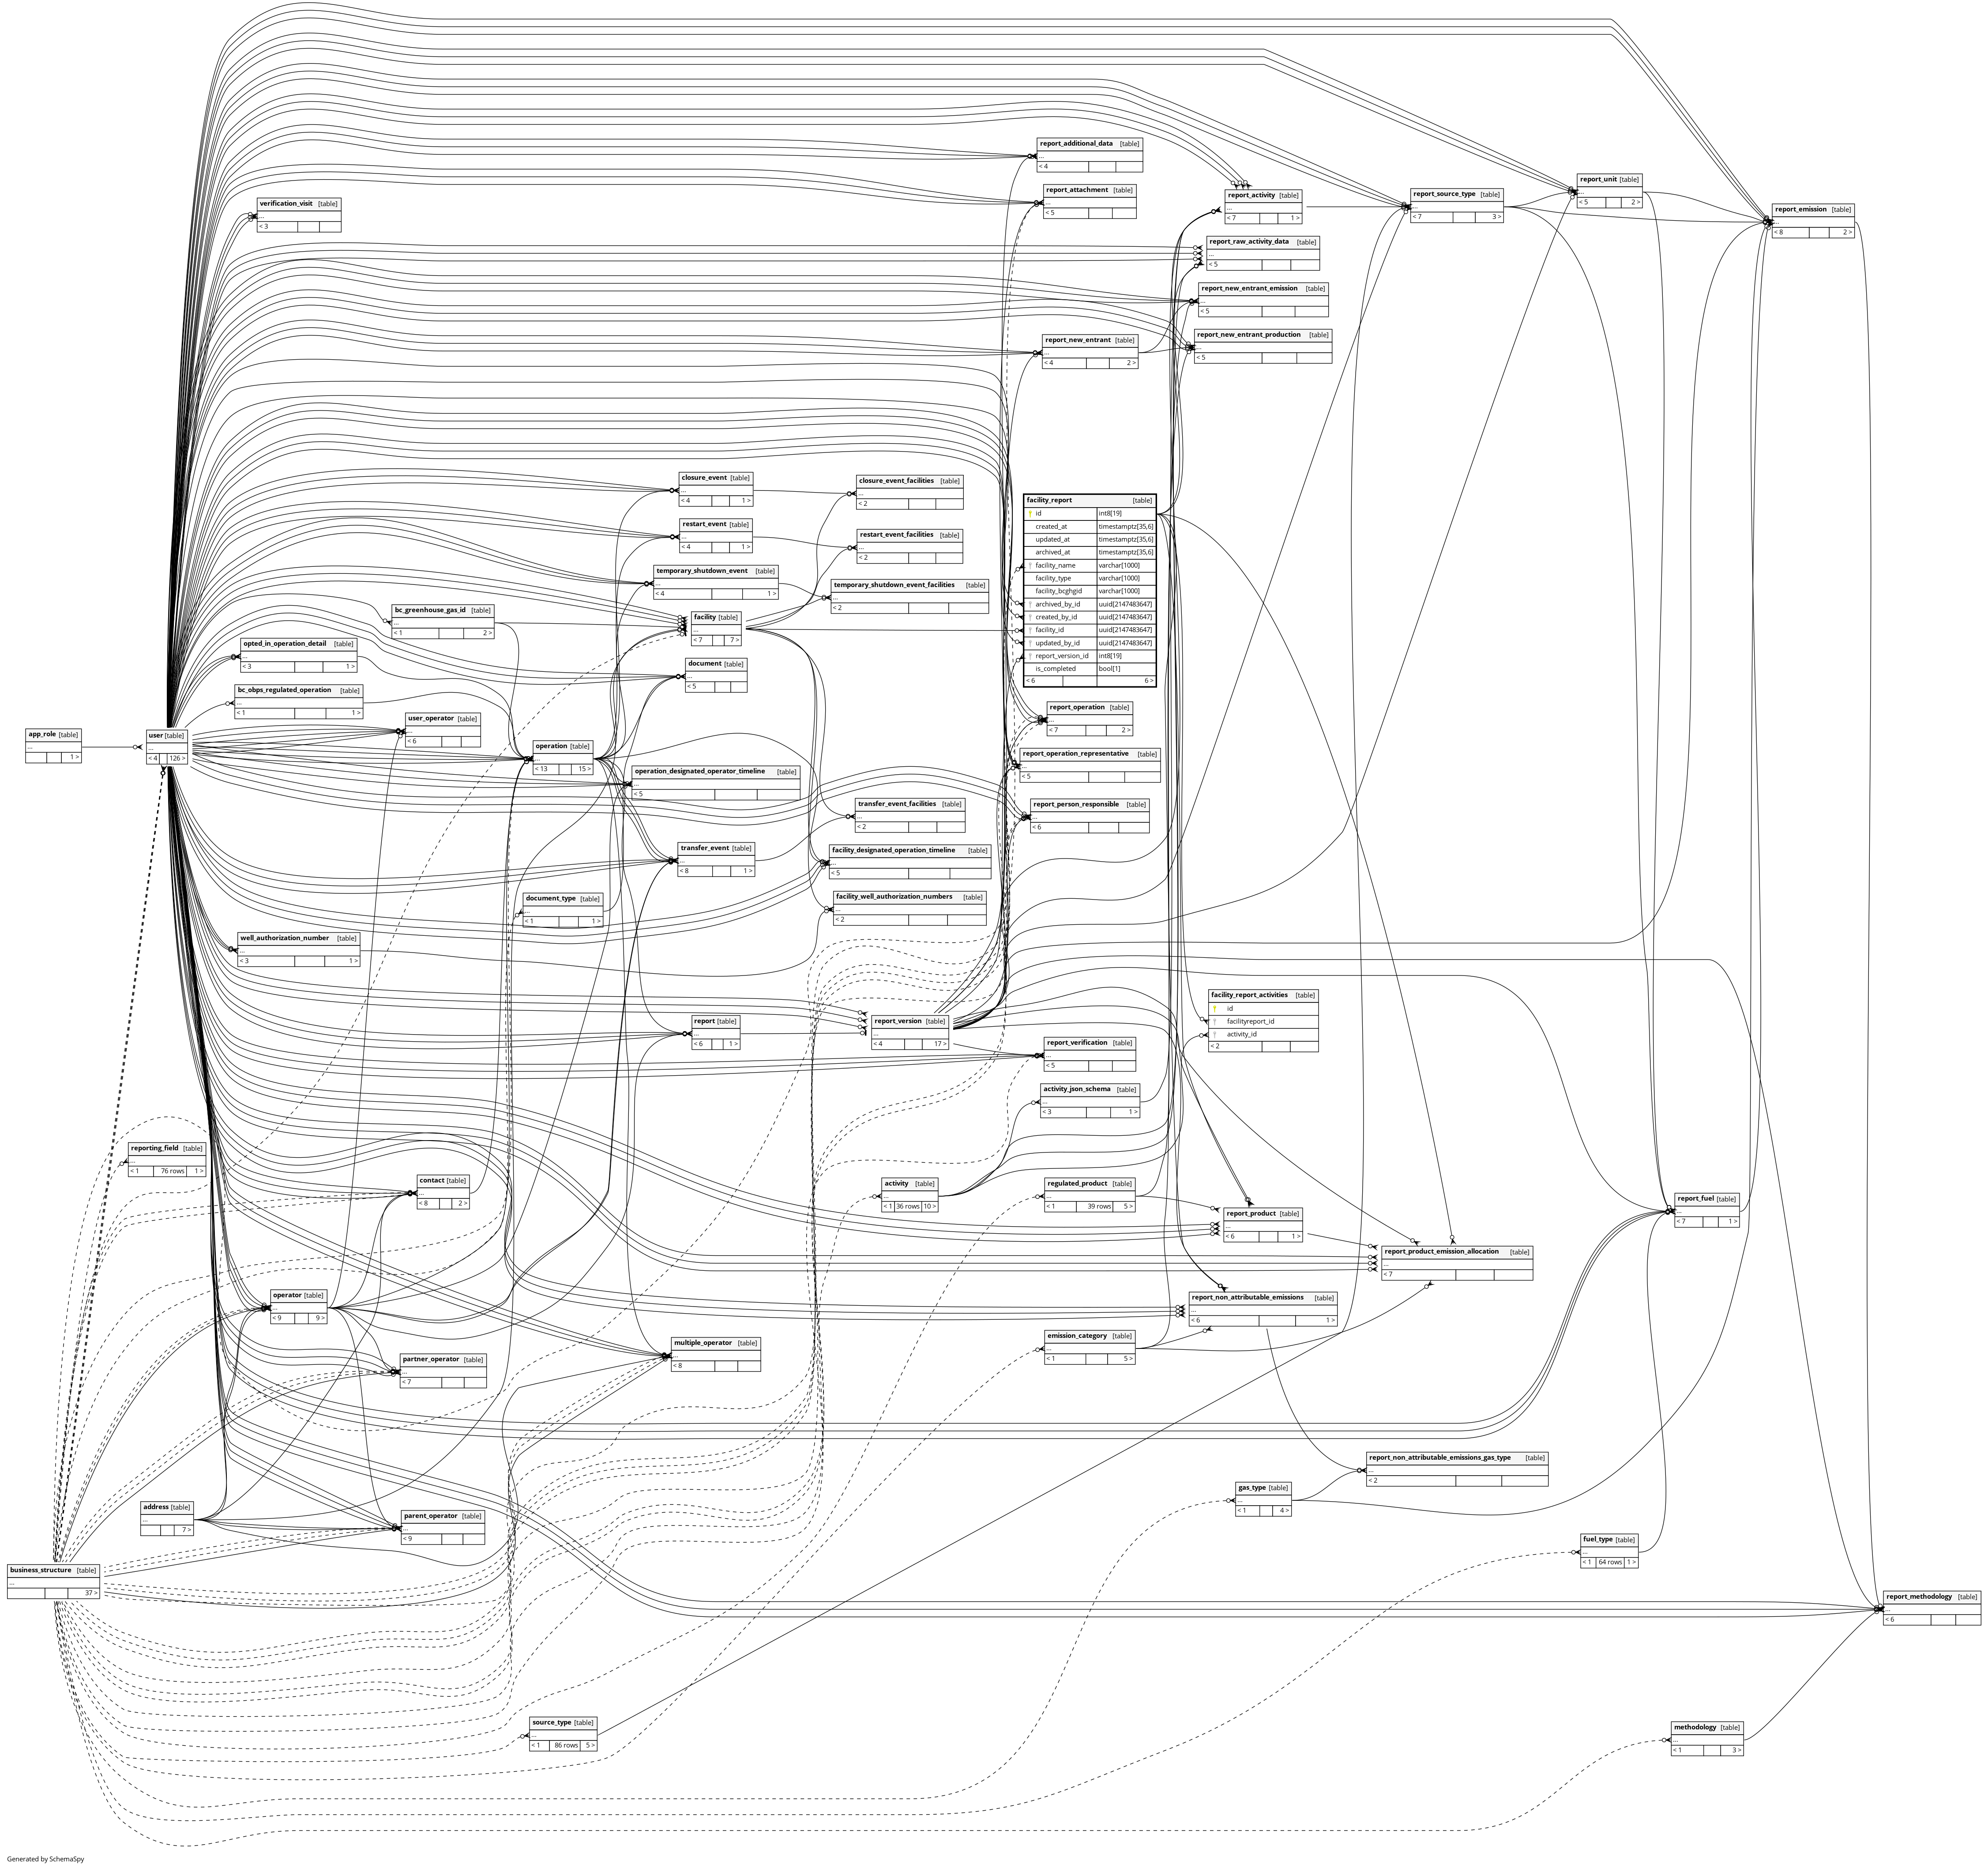 report_additional_data [table]
...
< 4
report_attachment [table]
...
< 5
report_activity [table]
...
< 7 1 >
report_source_type [table]
...
< 7 3 >
report_unit [table]
...
< 5 2 >
report_emission [table]
...
< 8 2 >
verification_visit [table]
...
< 3
report_raw_activity_data [table]
...
< 5
report_new_entrant_emission [table]
...
< 5
report_new_entrant [table]
...
< 4 2 >
report_new_entrant_production [table]
...
< 5
closure_event [table]
...
< 4 1 >
closure_event_facilities [table]
...
< 2
restart_event [table]
...
< 4 1 >
restart_event_facilities [table]
...
< 2
temporary_shutdown_event [table]
...
< 4 1 >
temporary_shutdown_event_facilities [table]
...
< 2
facility_report [table]
id int8[19]
created_at timestamptz[35,6]
updated_at timestamptz[35,6]
archived_at timestamptz[35,6]
facility_name varchar[1000]
facility_type varchar[1000]
facility_bcghgid varchar[1000]
archived_by_id uuid[2147483647]
created_by_id uuid[2147483647]
facility_id uuid[2147483647]
updated_by_id uuid[2147483647]
report_version_id int8[19]
is_completed bool[1]
< 6 6 >
bc_greenhouse_gas_id [table]
...
< 1 2 >
facility [table]
...
< 7 7 >
opted_in_operation_detail [table]
...
< 3 1 >
document [table]
...
< 5
bc_obps_regulated_operation [table]
...
< 1 1 >
user_operator [table]
...
< 6
app_role [table]
...
1 >
user [table]
...
< 4 126 >
operation [table]
...
< 13 15 >
operation_designated_operator_timeline [table]
...
< 5
report_operation [table]
...
< 7 2 >
report_operation_representative [table]
...
< 5
report_person_responsible [table]
...
< 6
transfer_event_facilities [table]
...
< 2
transfer_event [table]
...
< 8 1 >
facility_designated_operation_timeline [table]
...
< 5
document_type [table]
...
< 1 1 >
facility_well_authorization_numbers [table]
...
< 2
well_authorization_number [table]
...
< 3 1 >
facility_report_activities [table]
id
facilityreport_id
activity_id
< 2
report [table]
...
< 6 1 >
report_version [table]
...
< 4 17 >
report_verification [table]
...
< 5
activity_json_schema [table]
...
< 3 1 >
reporting_field [table]
...
< 1 76 rows 1 >
contact [table]
...
< 8 2 >
activity [table]
...
< 1 36 rows 10 >
regulated_product [table]
...
< 1 39 rows 5 >
report_product [table]
...
< 6 1 >
report_fuel [table]
...
< 7 1 >
report_product_emission_allocation [table]
...
< 7
operator [table]
...
< 9 9 >
report_non_attributable_emissions [table]
...
< 6 1 >
multiple_operator [table]
...
< 8
emission_category [table]
...
< 1 5 >
partner_operator [table]
...
< 7
report_non_attributable_emissions_gas_type [table]
...
< 2
gas_type [table]
...
< 1 4 >
address [table]
...
7 >
parent_operator [table]
...
< 9
fuel_type [table]
...
< 1 64 rows 1 >
business_structure [table]
...
37 >
report_methodology [table]
...
< 6
source_type [table]
...
< 1 86 rows 5 >
methodology [table]
...
< 1 3 >
Generated by SchemaSpy